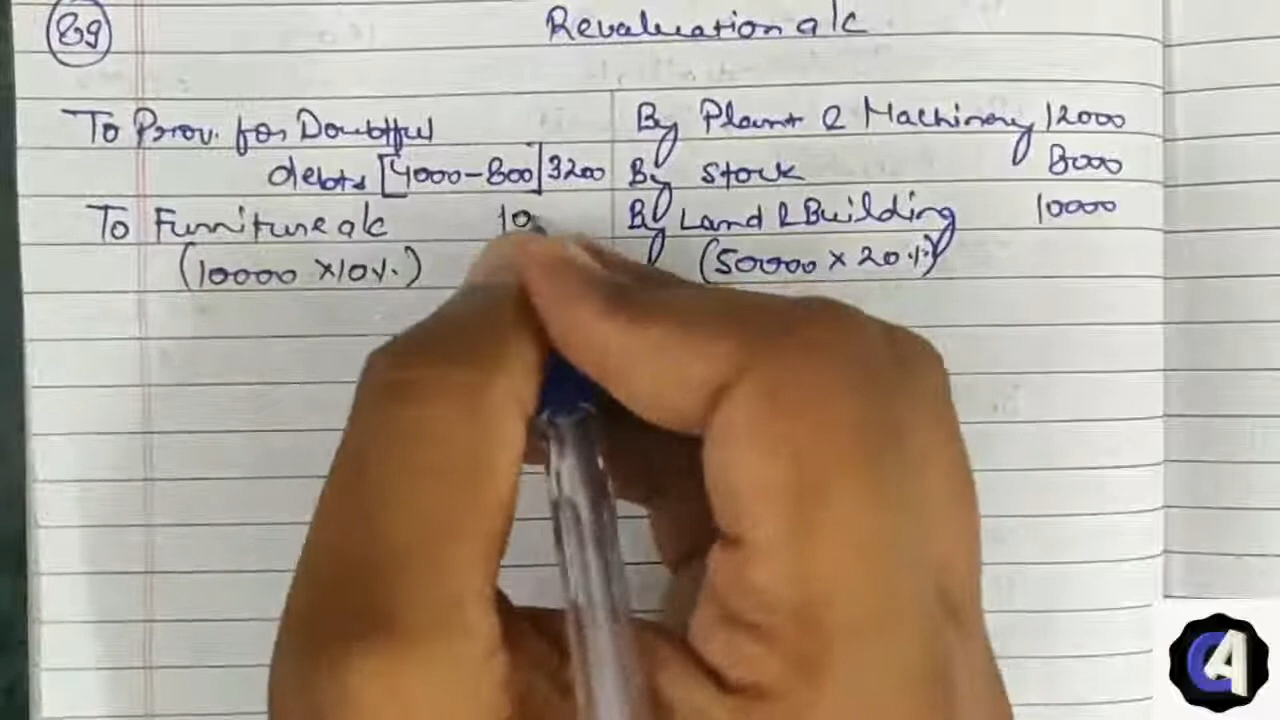 89
Revaluation a/c
To Prov. for Doubtful
debts [4000-800] 3200
To Furniture a/c 10
(10000 x10%.)
By Plant & Machinery 12000
By Stock 8000
By Land & Building 10000
(50000 x 20%)
CA